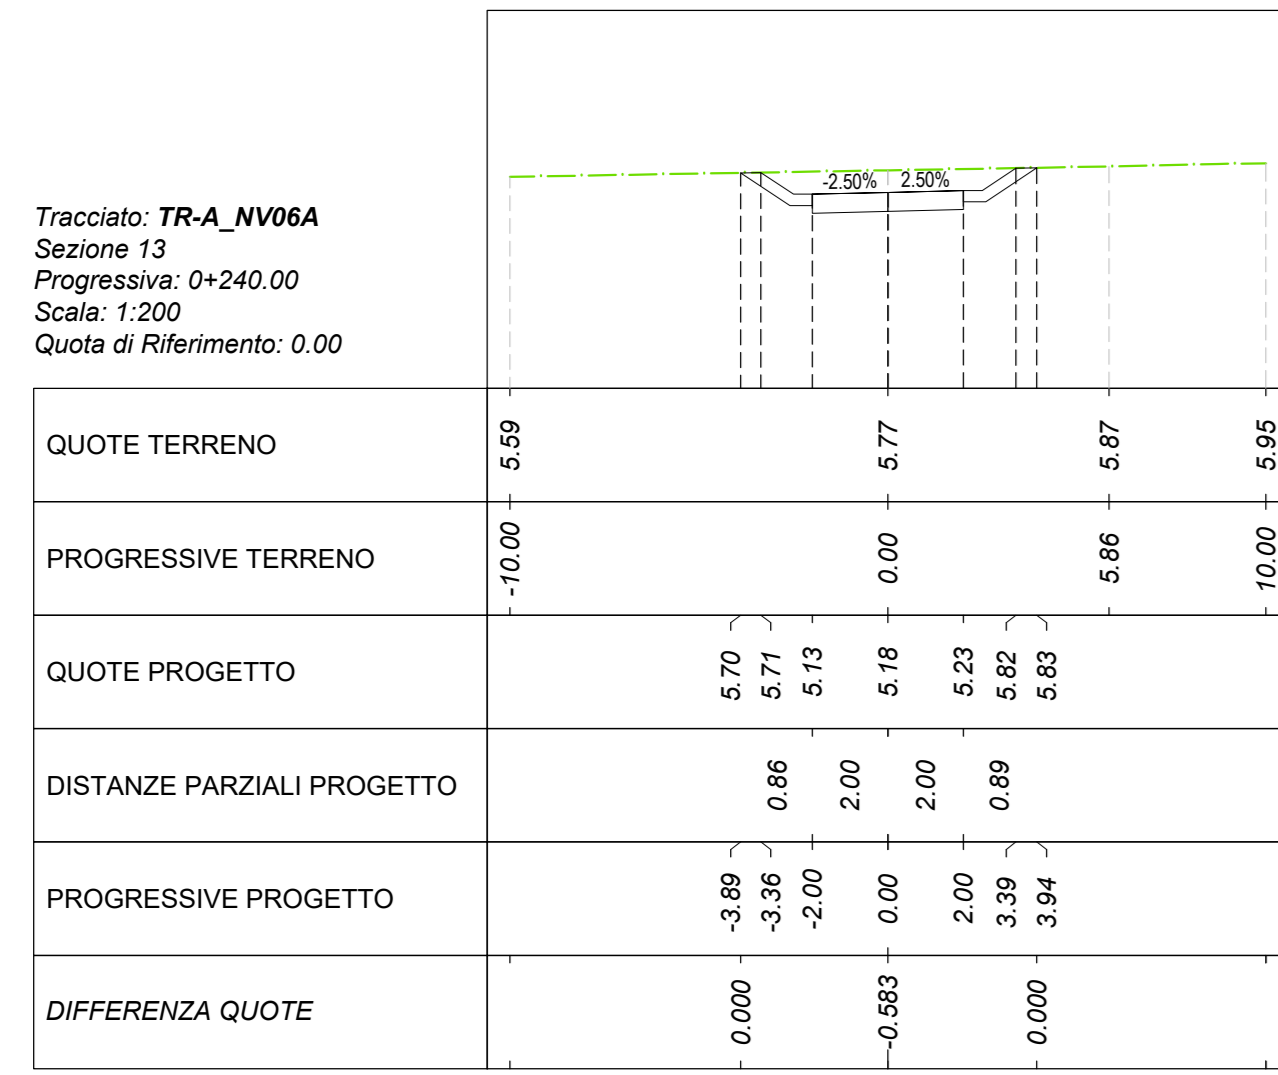 -2.50% 2.50%
Tracciato: TR-A_NV06A
Sezione 13
Progressiva: 0+240.00
Scala: 1:200
Quota di Riferimento: 0.00
QUOTE TERRENO 5.59 5.77 5.87 5.95
PROGRESSIVE TERRENO -10.00 0.00 5.86 10.00
QUOTE PROGETTO 5.70 5.71 5.13 5.18 5.23 5.82 5.83
DISTANZE PARZIALI PROGETTO 0.86 2.00 2.00 0.89
PROGRESSIVE PROGETTO -3.89 -3.36 -2.00 0.00 2.00 3.39 3.94
DIFFERENZA QUOTE 0.000 -0.583 0.000